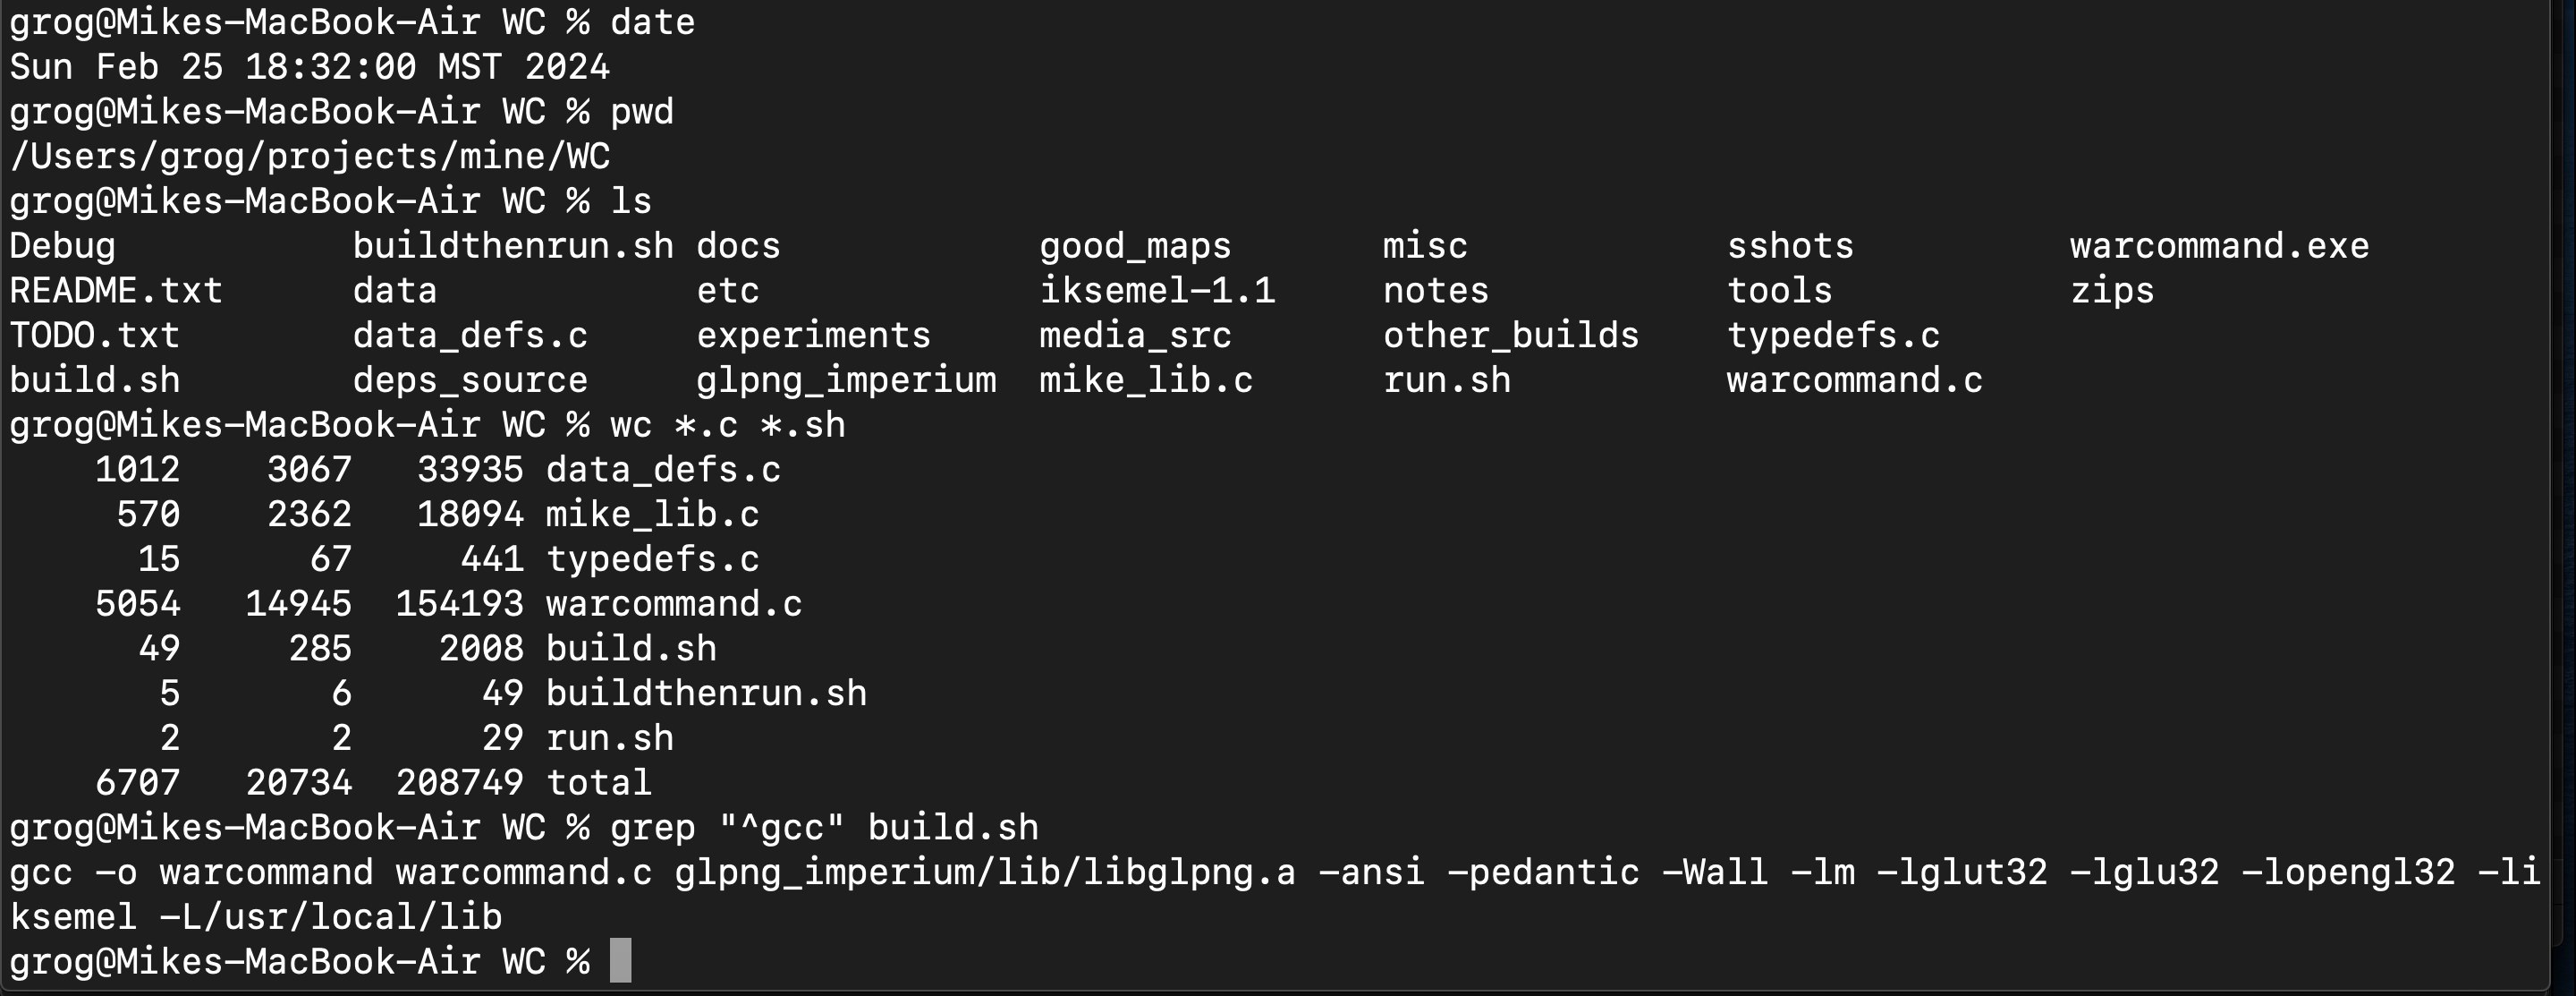 grog@Mikes-MacBook-Air WC % date
Sun Feb 25 18:32:00 MST 2024
grog@Mikes-MacBook-Air WC % pwd
/Users/grog/projects/mine/WC
grog@Mikes-MacBook-Air WC % ls
Debug           buildthenrun.sh docs            good_maps       misc            sshots          warcommand.exe
README.txt      data            etc             iksemel-1.1     notes           tools           zips
TODO.txt        data_defs.c     experiments     media_src       other_builds    typedefs.c
build.sh        deps_source     glpng_imperium  mike_lib.c      run.sh          warcommand.c
grog@Mikes-MacBook-Air WC % wc *.c *.sh
    1012    3067   33935 data_defs.c
     570    2362   18094 mike_lib.c
      15      67     441 typedefs.c
    5054   14945  154193 warcommand.c
      49     285    2008 build.sh
       5       6      49 buildthenrun.sh
       2       2      29 run.sh
    6707   20734  208749 total
grog@Mikes-MacBook-Air WC % grep "^gcc" build.sh
gcc -o warcommand warcommand.c glpng_imperium/lib/libglpng.a -ansi -pedantic -Wall -lm -lglut32 -lglu32 -lopengl32 -li
ksemel -L/usr/local/lib
grog@Mikes-MacBook-Air WC %